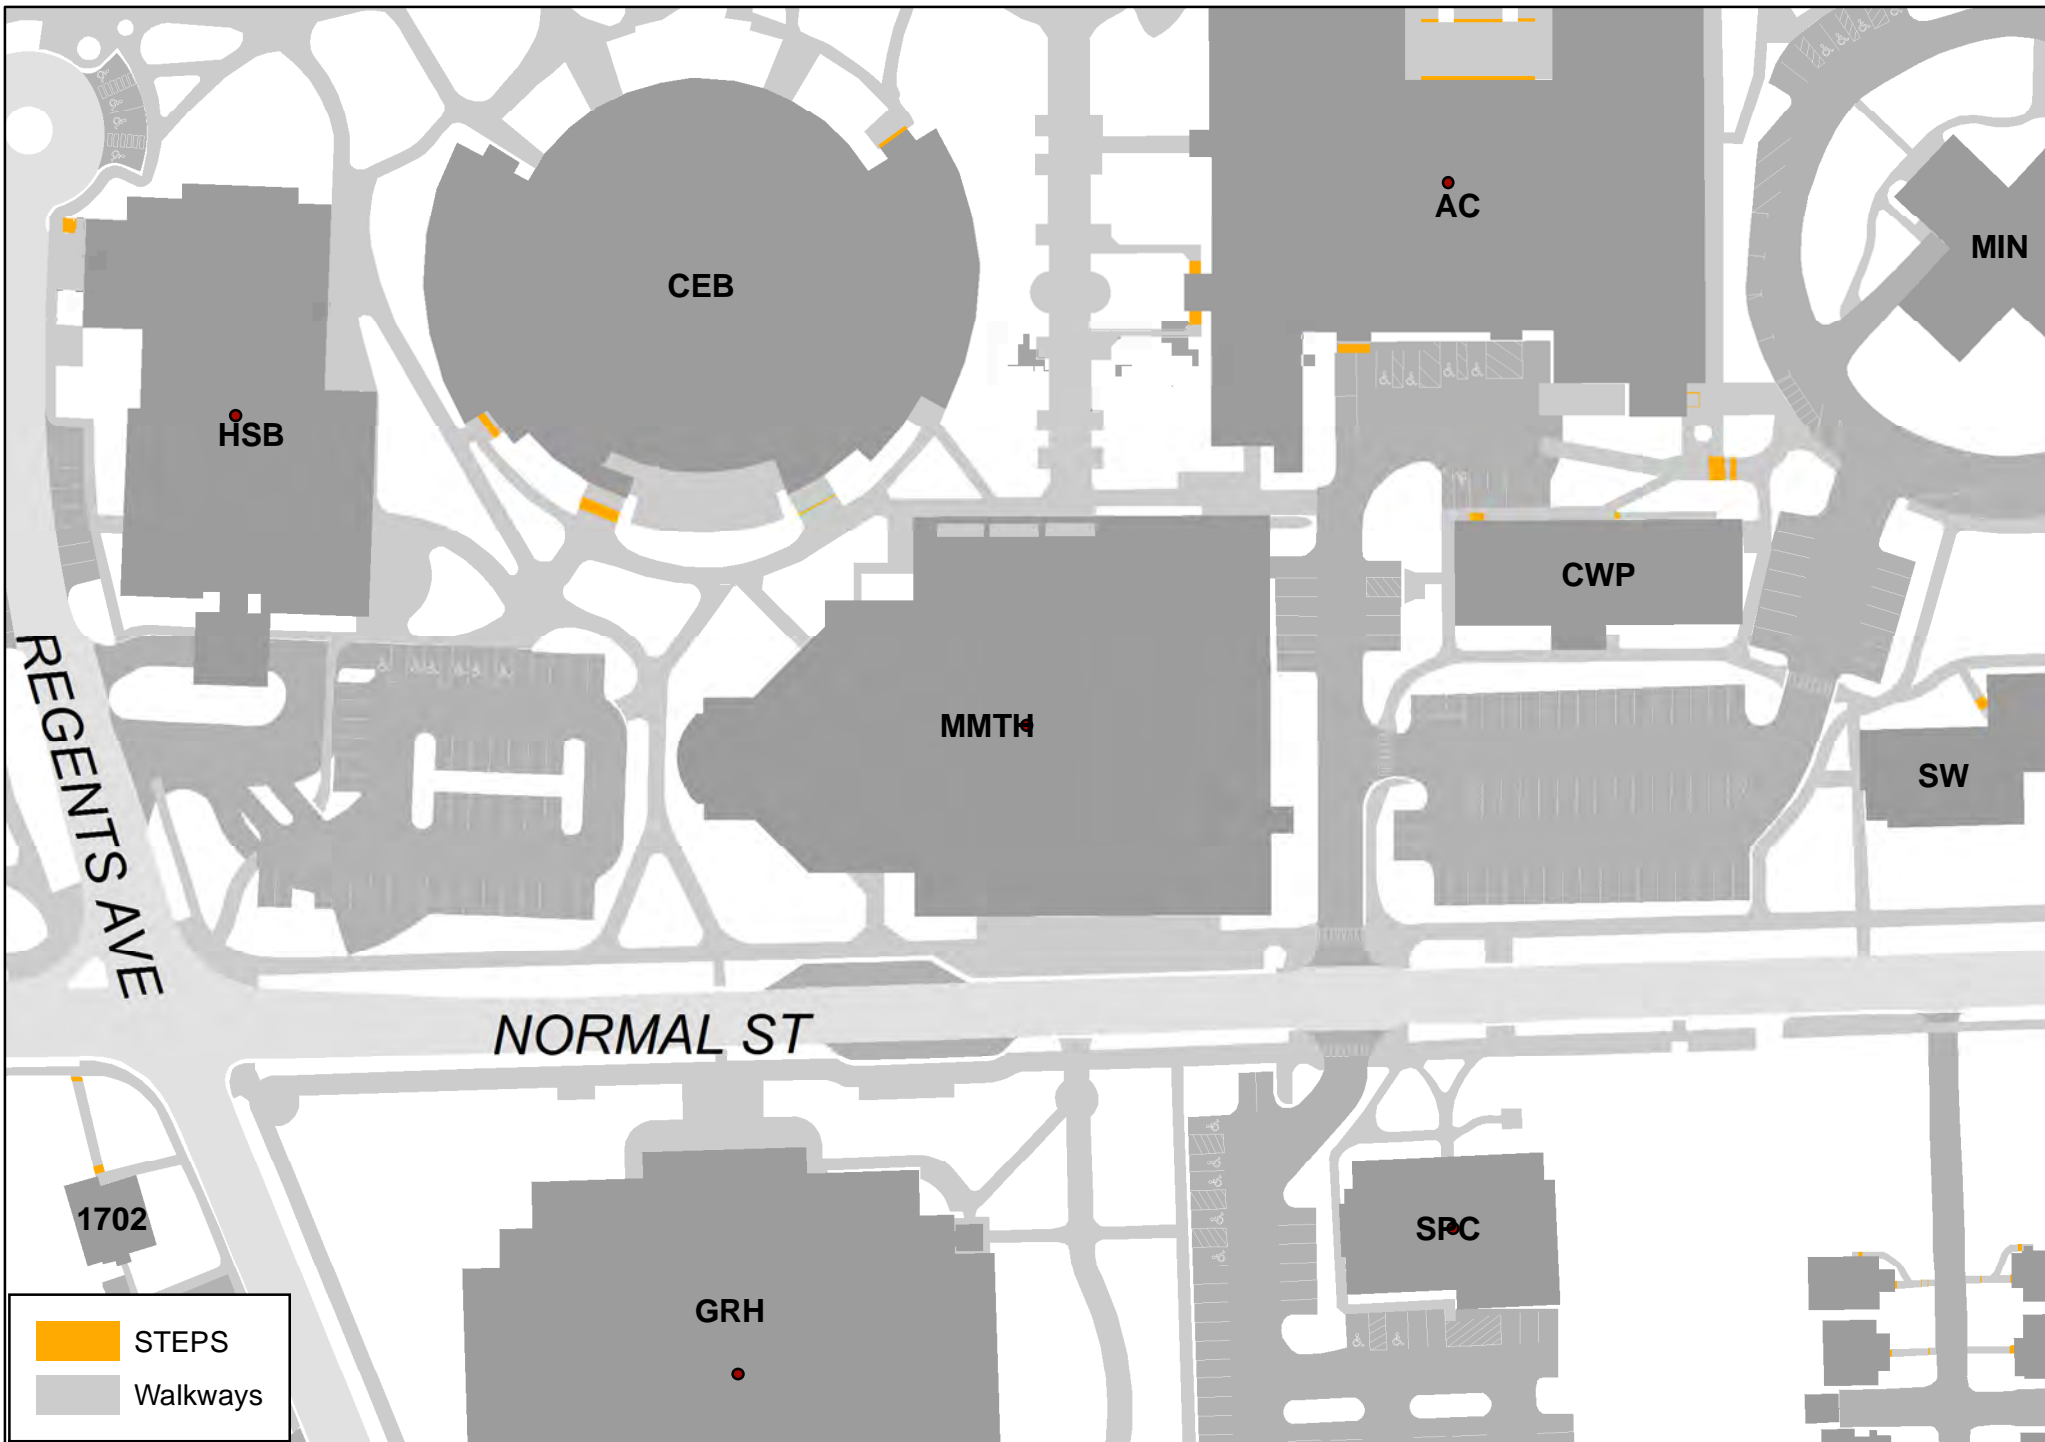 AC
MIN
CEB
HSB
CWP
MMTH
SW
REGENTS AVE
NORMAL ST
1702
SPC
GRH
STEPS
Walkways